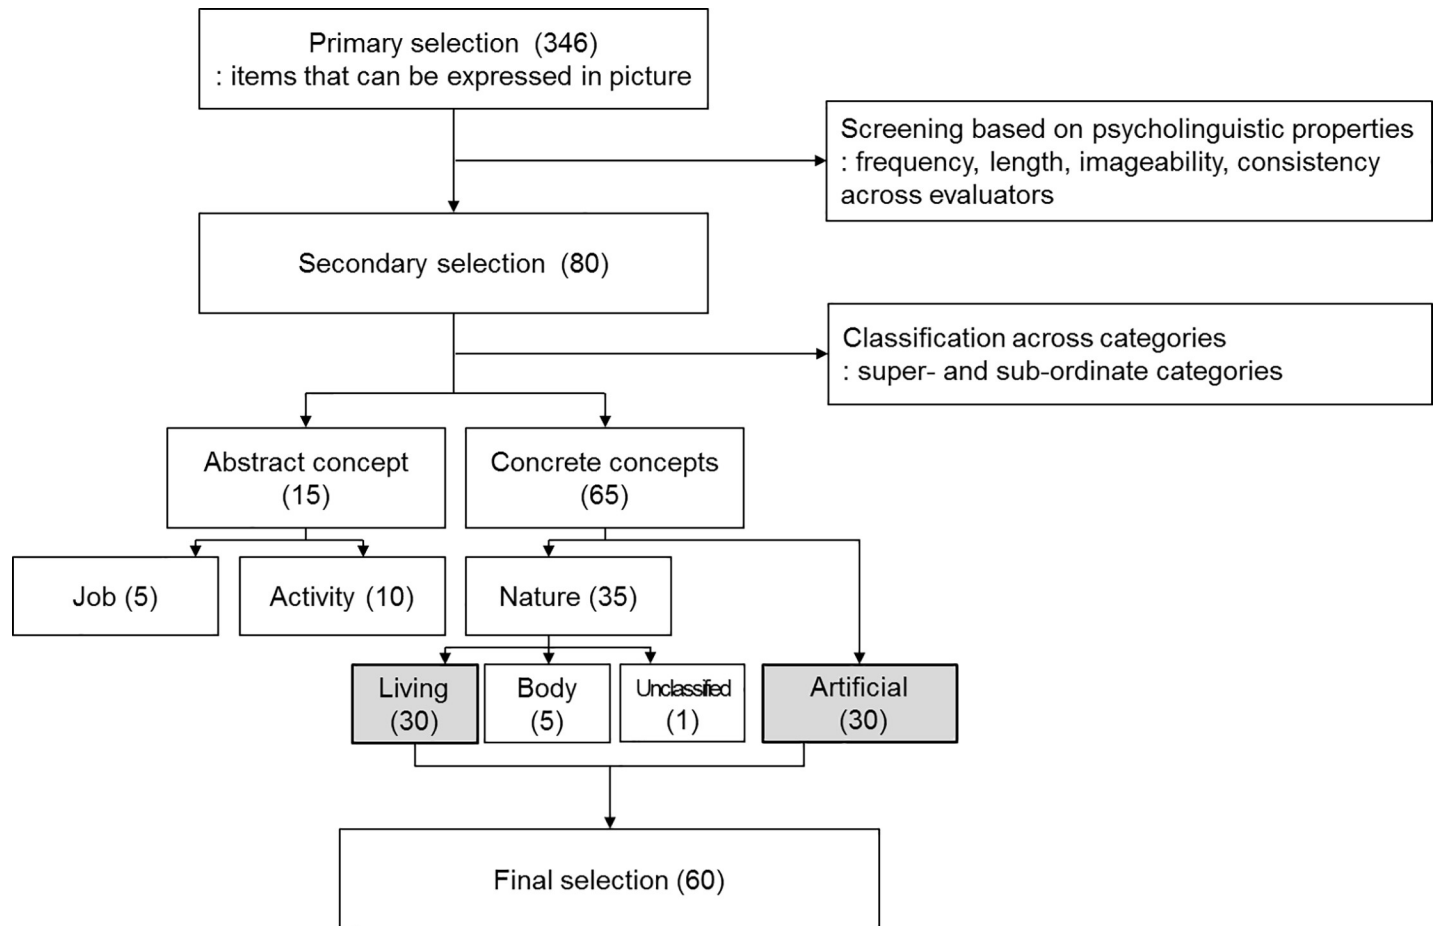 Primary selection (346)
: items that can be expressed in picture
Screening based on psycholinguistic properties
: frequency, length, imageability, consistency
across evaluators
Secondary selection (80)
Classification across categories
: super- and sub-ordinate categories
Abstract concept
(15)
Concrete concepts
(65)
Job (5)
Activity (10)
Nature (35)
Living
(30)
Body
(5)
Unclassified
(1)
Artificial
(30)
Final selection (60)